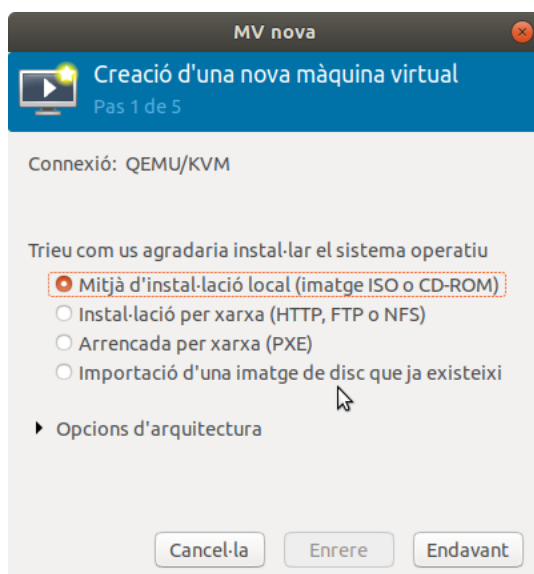 MV nova
Creació d'una nova màquina virtual
Pas 1 de 5
Connexió: QEMU/KVM
Trieu com us agradaria instal·lar el sistema operatiu
Mitjà d'instal·lació local (imatge ISO o CD-ROM)
Instal·lació per xarxa (HTTP, FTP o NFS)
Arrencada per xarxa (PXE)
Importació d'una imatge de disc que ja existeixi
Opcions d'arquitectura
Cancel·la Enrere Endavant